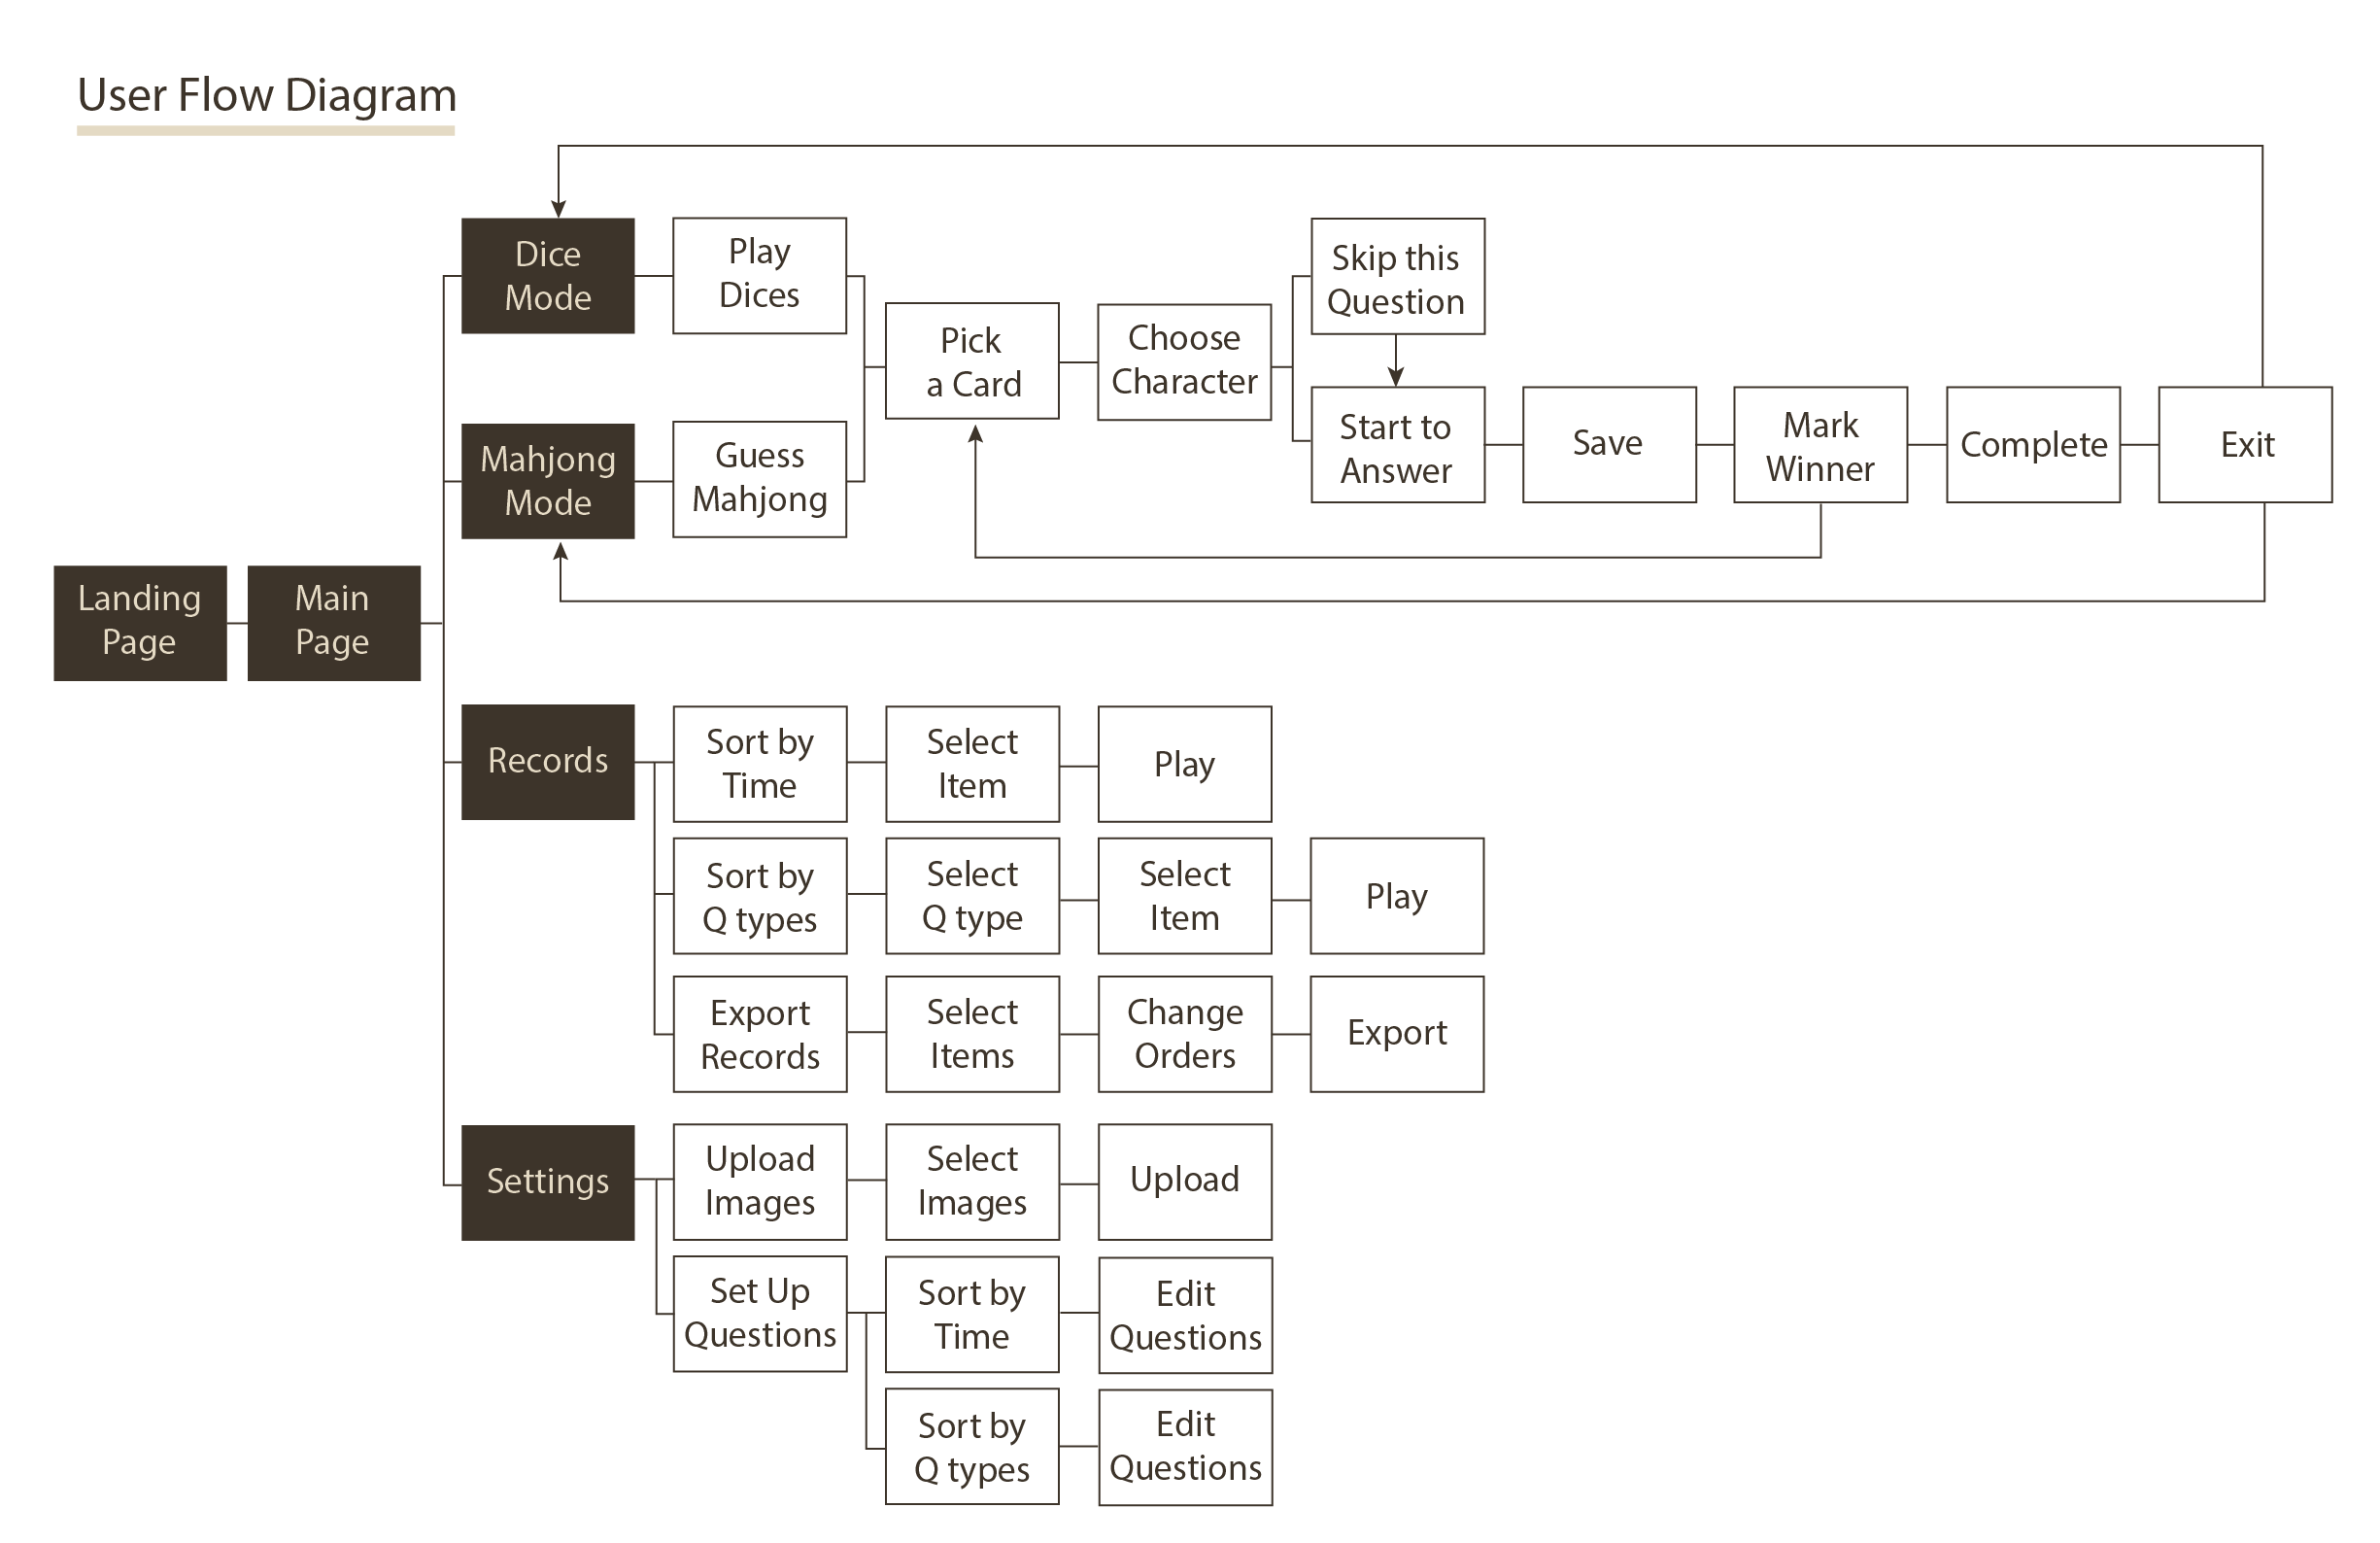 User Flow Diagram
Dice
Mode
Play
Dices
Pick
a Card
Choose
Character
Skip this
Question
Start to
Answer
Save
Mark
Winner
Complete
Exit
Mahjong
Mode
Guess
Mahjong
Landing
Page
Main
Page
Records
Sort by
Time
Select
Item
Play
Sort by
Q types
Select
Q type
Select
Item
Play
Export
Records
Select
Items
Change
Orders
Export
Settings
Upload
Images
Select
Images
Upload
Set Up
Questions
Sort by
Time
Edit
Questions
Sort by
Q types
Edit
Questions